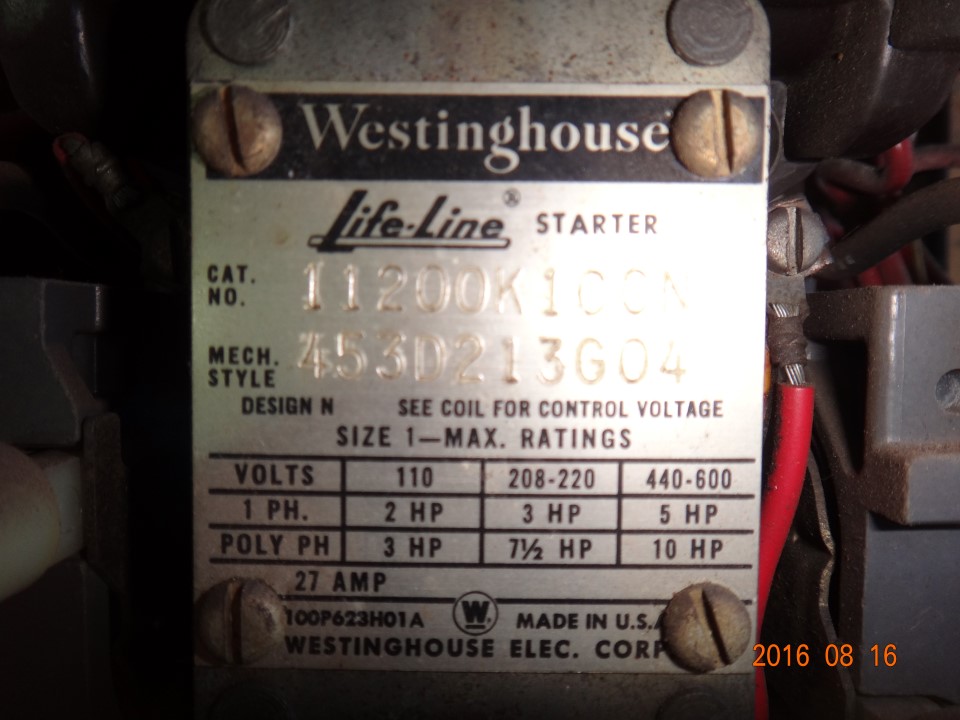 Westinghouse
Life-Line® STARTER
CAT. NO. 11200K1CCN
MECH. STYLE 453D213G04
DESIGN N SEE COIL FOR CONTROL VOLTAGE
SIZE 1—MAX. RATINGS
VOLTS 110 208-220 440-600
1 PH. 2 HP 3 HP 5 HP
POLY PH 3 HP 7½ HP 10 HP
27 AMP
100P623H01A W MADE IN U.S.A
WESTINGHOUSE ELEC. CORP
2016 08 16